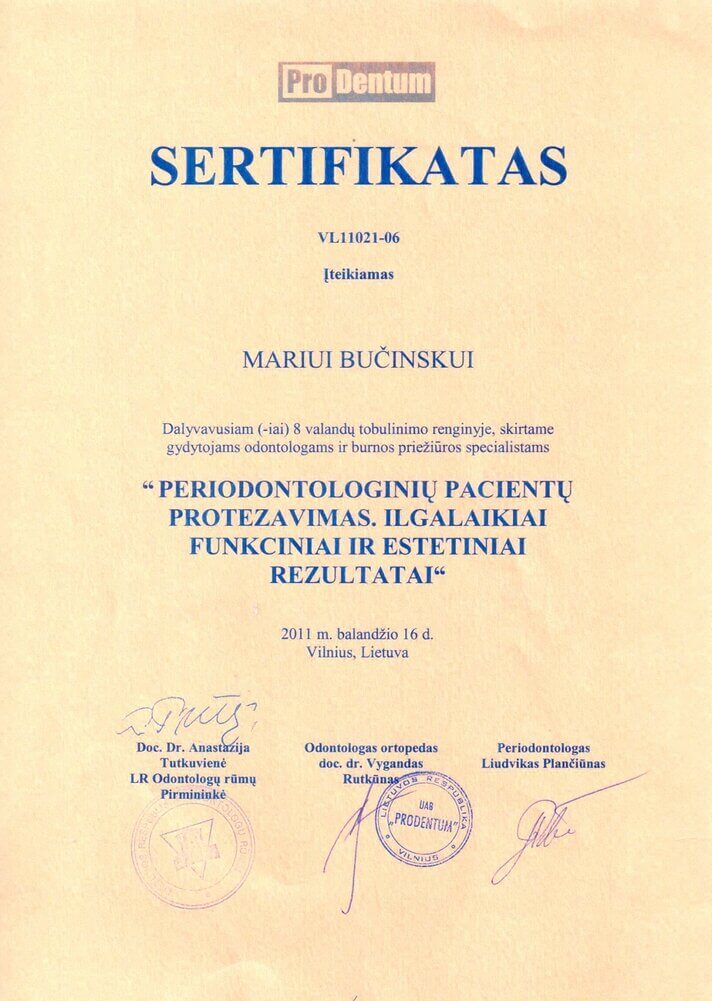 Pro Dentum
SERTIFIKATAS
VL11021-06
Įteikiamas
MARIUI BUČINSKUI
Dalyvavusiam (-iai) 8 valandų tobulinimo renginyje, skirtame
gydytojams odontologams ir burnos priežiūros specialistams
“ PERIODONTOLOGINIŲ PACIENTŲ
PROTEZAVIMAS. ILGALAIKIAI
FUNKCINIAI IR ESTETINIAI
REZULTATAI“
2011 m. balandžio 16 d.
Vilnius, Lietuva
Doc. Dr. Anastazija
Tutkuvienė
LR Odontologų rūmų
Pirmininkė
Odontologas ortopedas
doc. dr. Vygandas
Rutkūnas
Periodontologas
Liudvikas Plančiūnas
LIETUVOS RESPUBLIKA
UAB
„PRODENTUM"
VILNIUS